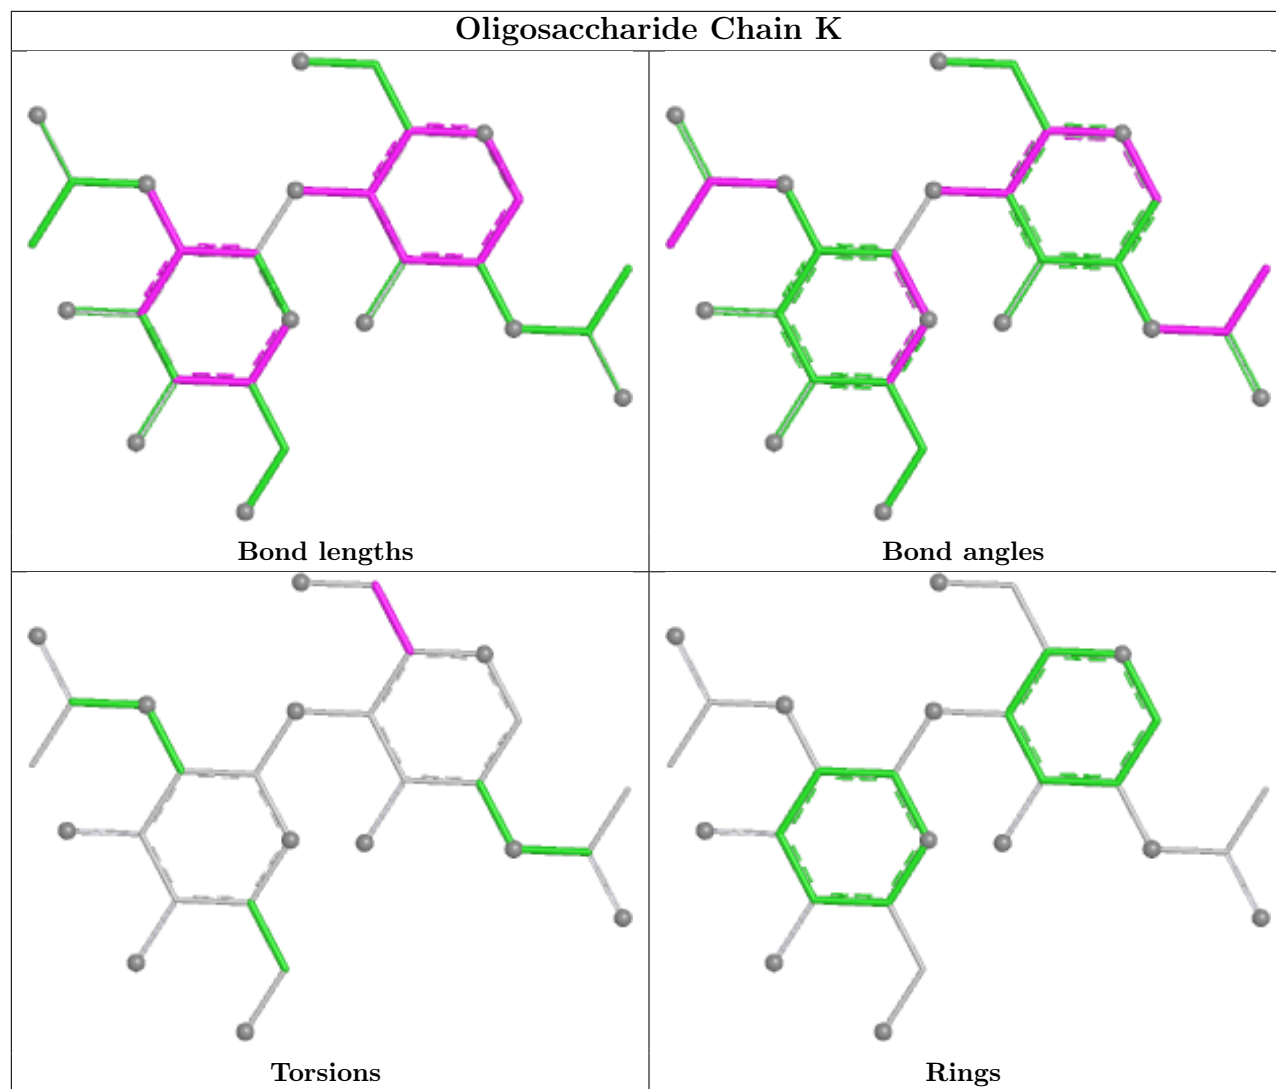 Oligosaccharide Chain K
Bond lengths
Bond angles
Torsions
Rings